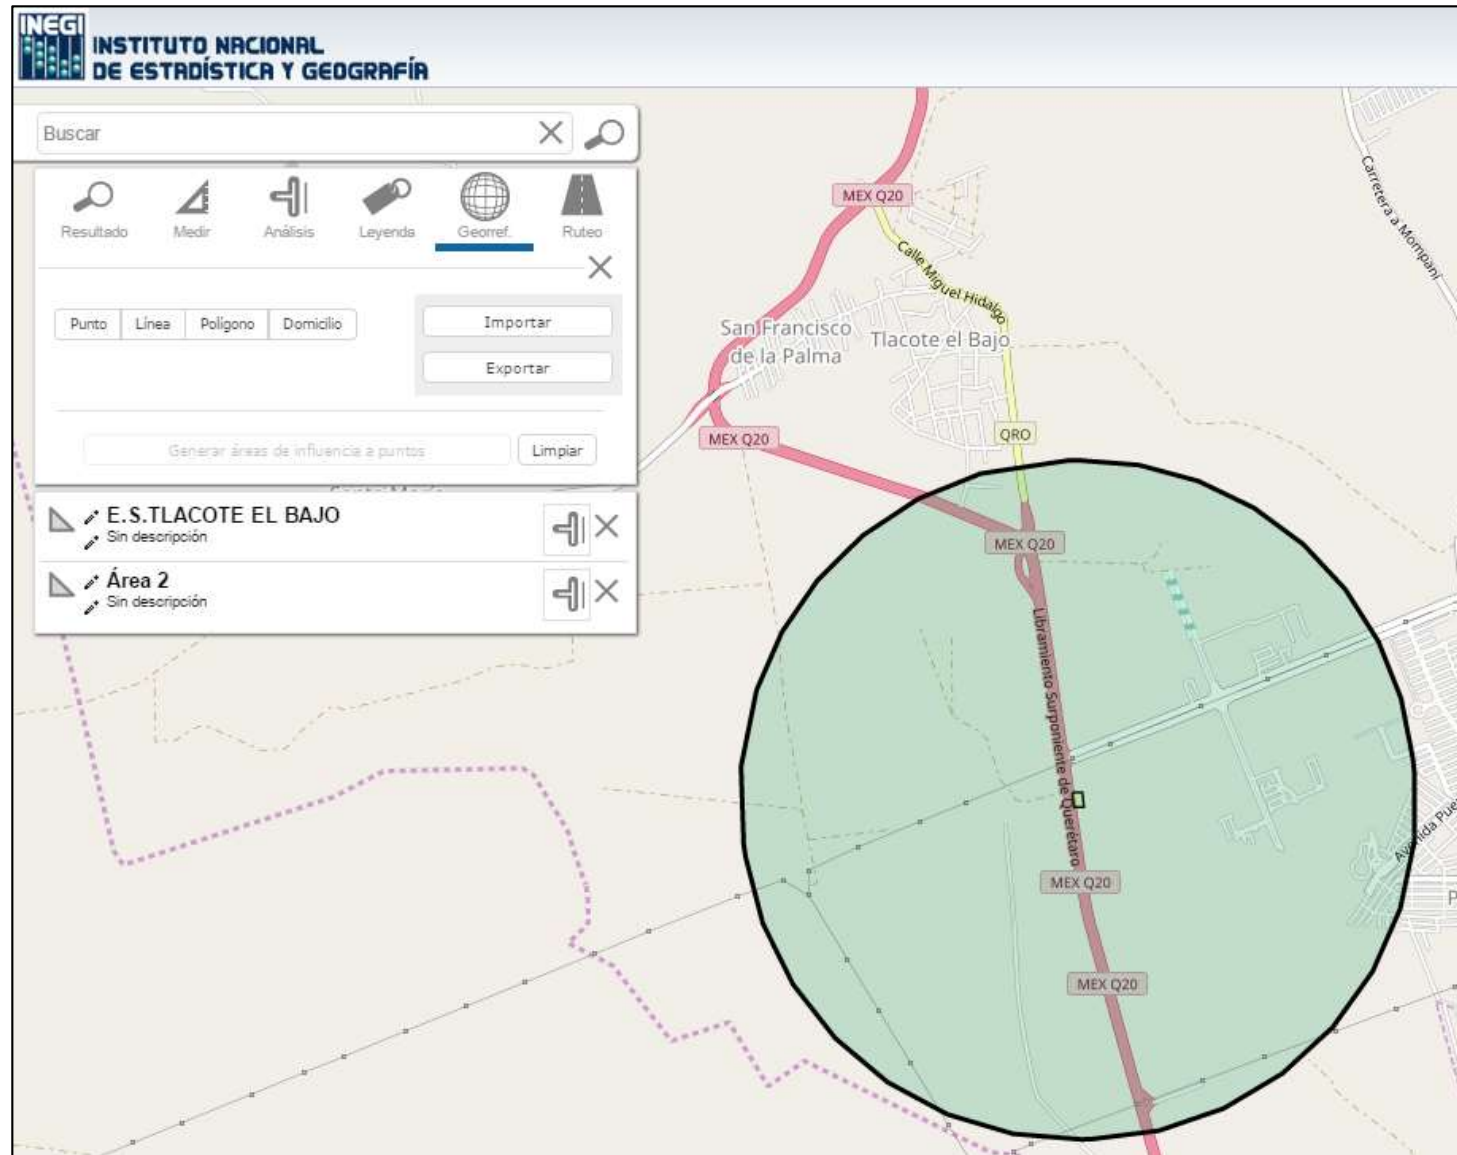 INEGI
INSTITUTO NACIONAL
DE ESTADÍSTICA Y GEOGRAFÍA
Buscar
Resultado Medir Análisis Leyenda Georref. Ruteo
Punto Línea Polígono Domicilio
Importar
Exportar
Generar áreas de influencia a puntos Limpiar
E.S.TLACOTE EL BAJO
Sin descripción
Área 2
Sin descripción
MEX Q20
Carretera a Mompaní
Calle Miguel Hidalgo
San Francisco
de la Palma
Tlacote el Bajo
MEX Q20
QRO
MEX Q20
Libramiento Surponiente de Querétaro
MEX Q20
Avenida Pue
P
MEX Q20